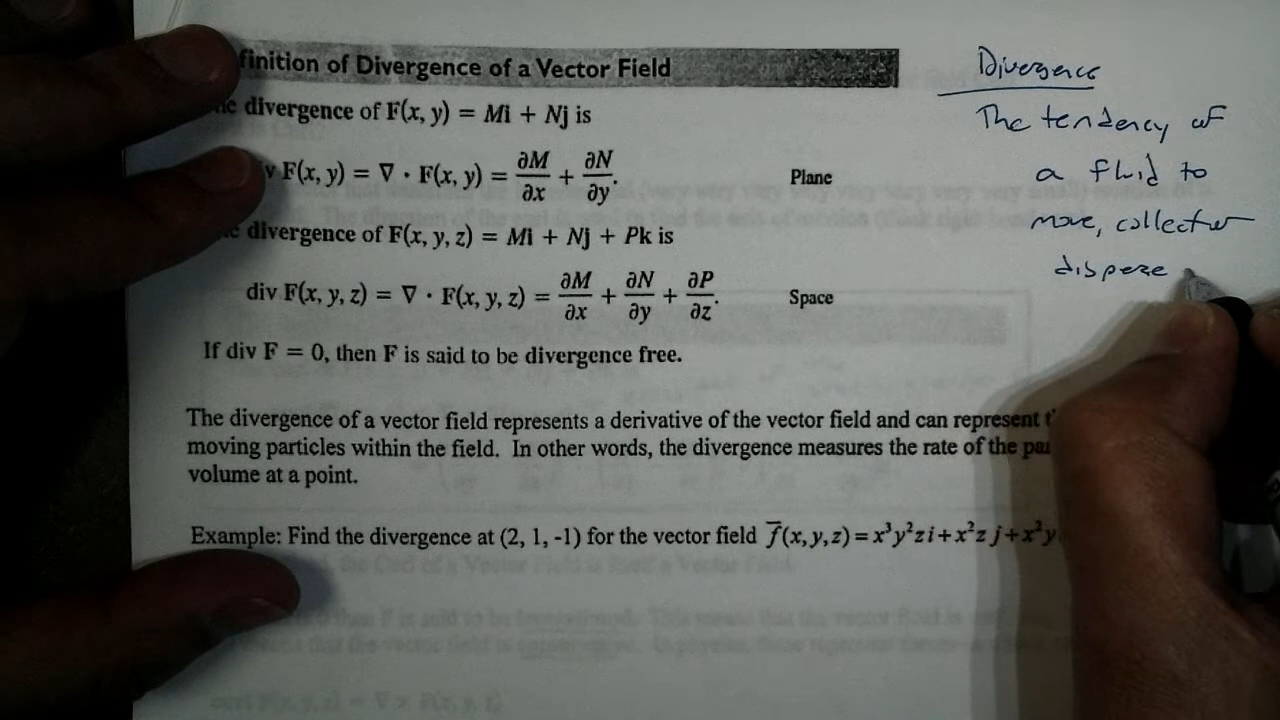 finition of Divergence of a Vector Field
divergence of F(x, y) = Mi + Nj is
F(x, y) = ∇ · F(x, y) = ∂M/∂x + ∂N/∂y. Plane
divergence of F(x, y, z) = Mi + Nj + Pk is
div F(x, y, z) = ∇ · F(x, y, z) = ∂M/∂x + ∂N/∂y + ∂P/∂z. Space
If div F = 0, then F is said to be divergence free.
The divergence of a vector field represents a derivative of the vector field and can represent
moving particles within the field. In other words, the divergence measures the rate of the
volume at a point.
Example: Find the divergence at (2, 1, -1) for the vector field f̅(x,y,z)=x³y²z i+x²z j+x²y
Divergence
The tendency of
a fluid to
move, collect or
disperse